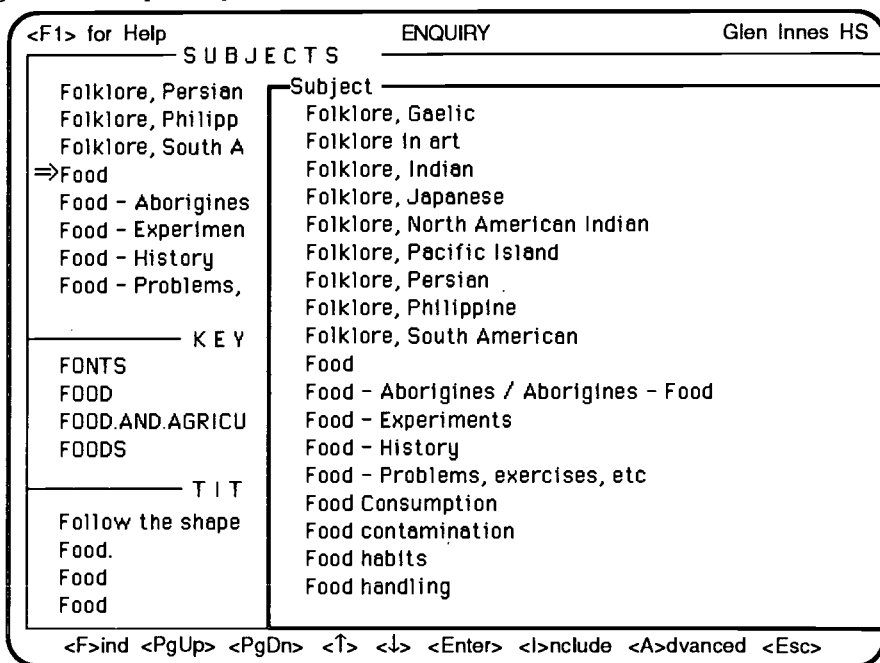 <F1> for Help ENQUIRY Glen Innes HS
SUBJECTS
Folklore, Persian
Folklore, Philipp
Folklore, South A
⇒Food
Food - Aborigines
Food - Experimen
Food - History
Food - Problems,
KEY
FONTS
FOOD
FOOD.AND.AGRICU
FOODS
TIT
Follow the shape
Food.
Food
Food
Subject
Folklore, Gaelic
Folklore in art
Folklore, Indian
Folklore, Japanese
Folklore, North American Indian
Folklore, Pacific Island
Folklore, Persian
Folklore, Philippine
Folklore, South American
Food
Food - Aborigines / Aborigines - Food
Food - Experiments
Food - History
Food - Problems, exercises, etc
Food Consumption
Food contamination
Food habits
Food handling
<F>ind <PgUp> <PgDn> <↑> <↓> <Enter> <I>nclude <A>dvanced <Esc>